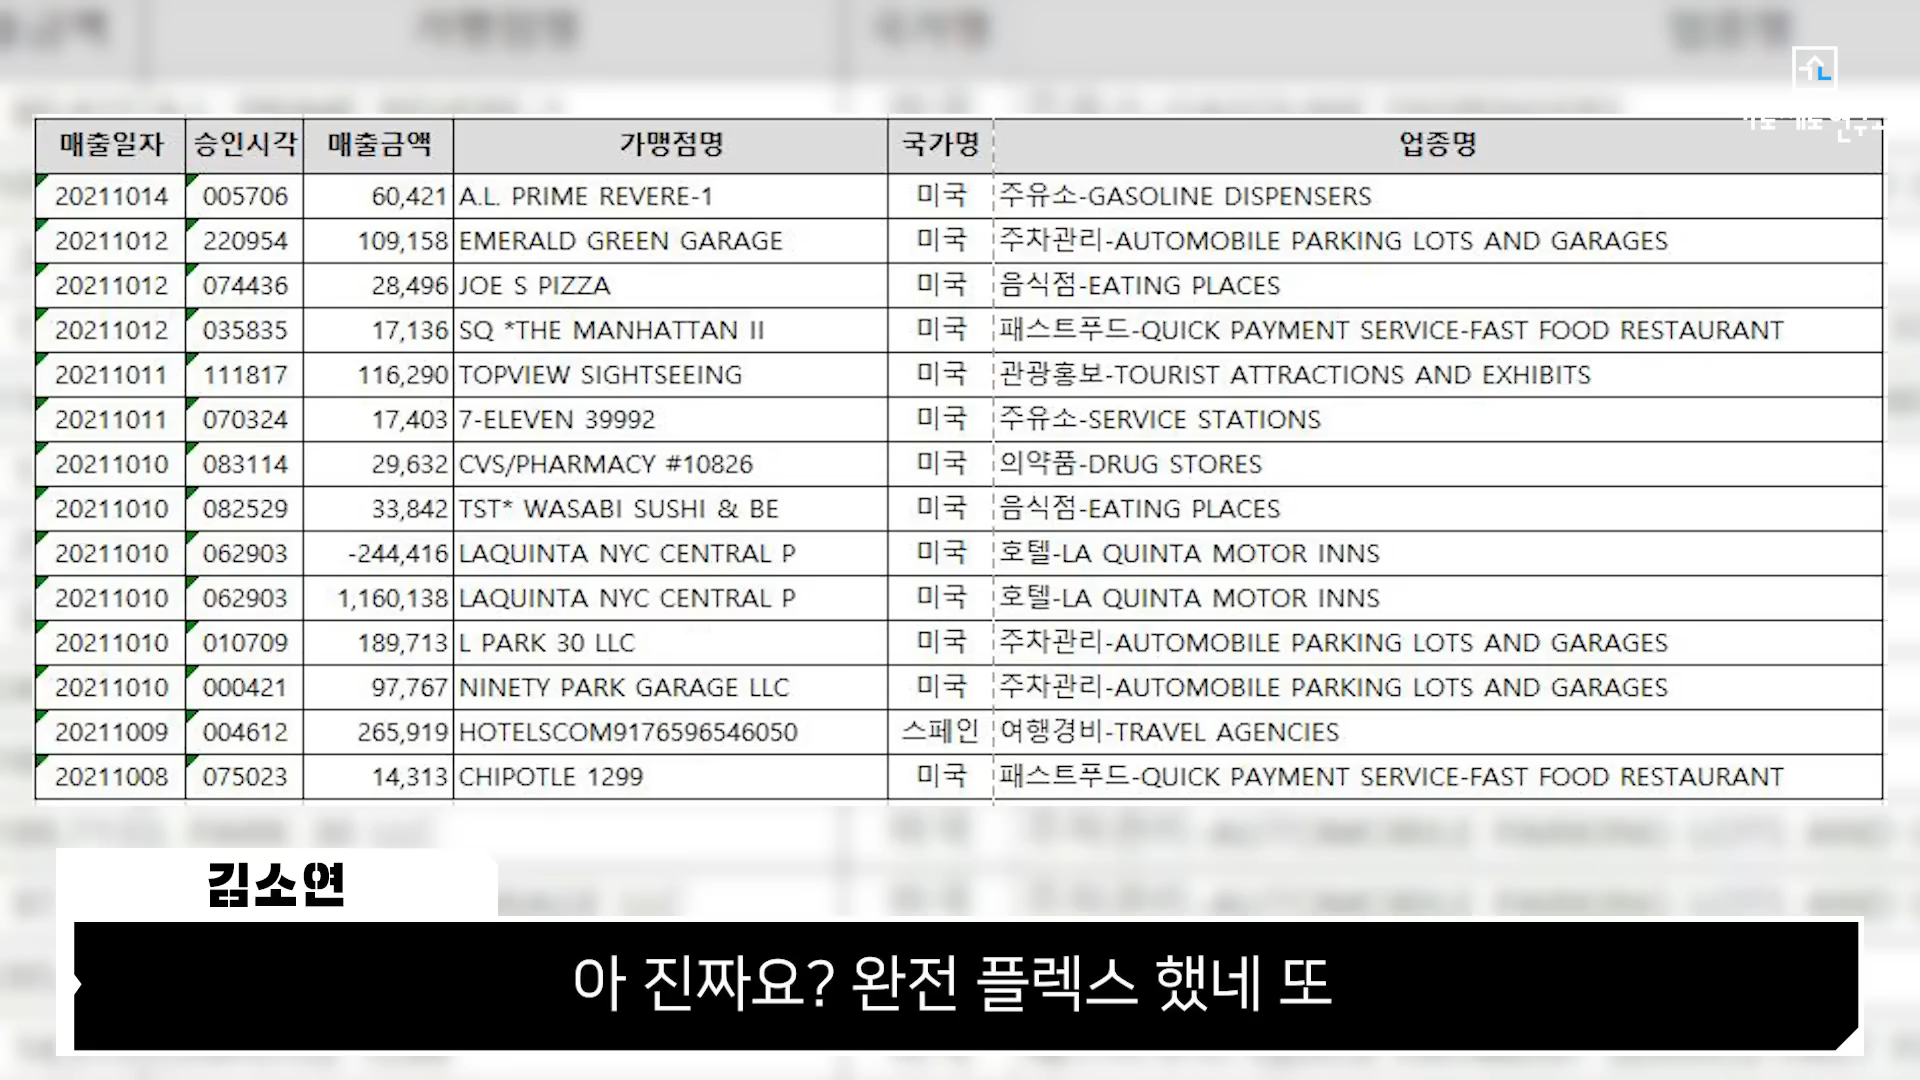 매출일자 승인시각 매출금액 가맹점명 국가명 업종명
20211014 005706 60,421 A.L. PRIME REVERE-1 미국 주유소-GASOLINE DISPENSERS
20211012 220954 109,158 EMERALD GREEN GARAGE 미국 주차관리-AUTOMOBILE PARKING LOTS AND GARAGES
20211012 074436 28,496 JOE S PIZZA 미국 음식점-EATING PLACES
20211012 035835 17,136 SQ *THE MANHATTAN II 미국 패스트푸드-QUICK PAYMENT SERVICE-FAST FOOD RESTAURANT
20211011 111817 116,290 TOPVIEW SIGHTSEEING 미국 관광홍보-TOURIST ATTRACTIONS AND EXHIBITS
20211011 070324 17,403 7-ELEVEN 39992 미국 주유소-SERVICE STATIONS
20211010 083114 29,632 CVS/PHARMACY #10826 미국 의약품-DRUG STORES
20211010 082529 33,842 TST* WASABI SUSHI & BE 미국 음식점-EATING PLACES
20211010 062903 -244,416 LAQUINTA NYC CENTRAL P 미국 호텔-LA QUINTA MOTOR INNS
20211010 062903 1,160,138 LAQUINTA NYC CENTRAL P 미국 호텔-LA QUINTA MOTOR INNS
20211010 010709 189,713 L PARK 30 LLC 미국 주차관리-AUTOMOBILE PARKING LOTS AND GARAGES
20211010 000421 97,767 NINETY PARK GARAGE LLC 미국 주차관리-AUTOMOBILE PARKING LOTS AND GARAGES
20211009 004612 265,919 HOTELSCOM9176596546050 스페인 여행경비-TRAVEL AGENCIES
20211008 075023 14,313 CHIPOTLE 1299 미국 패스트푸드-QUICK PAYMENT SERVICE-FAST FOOD RESTAURANT
김소연
아 진짜요? 완전 플렉스 했네 또